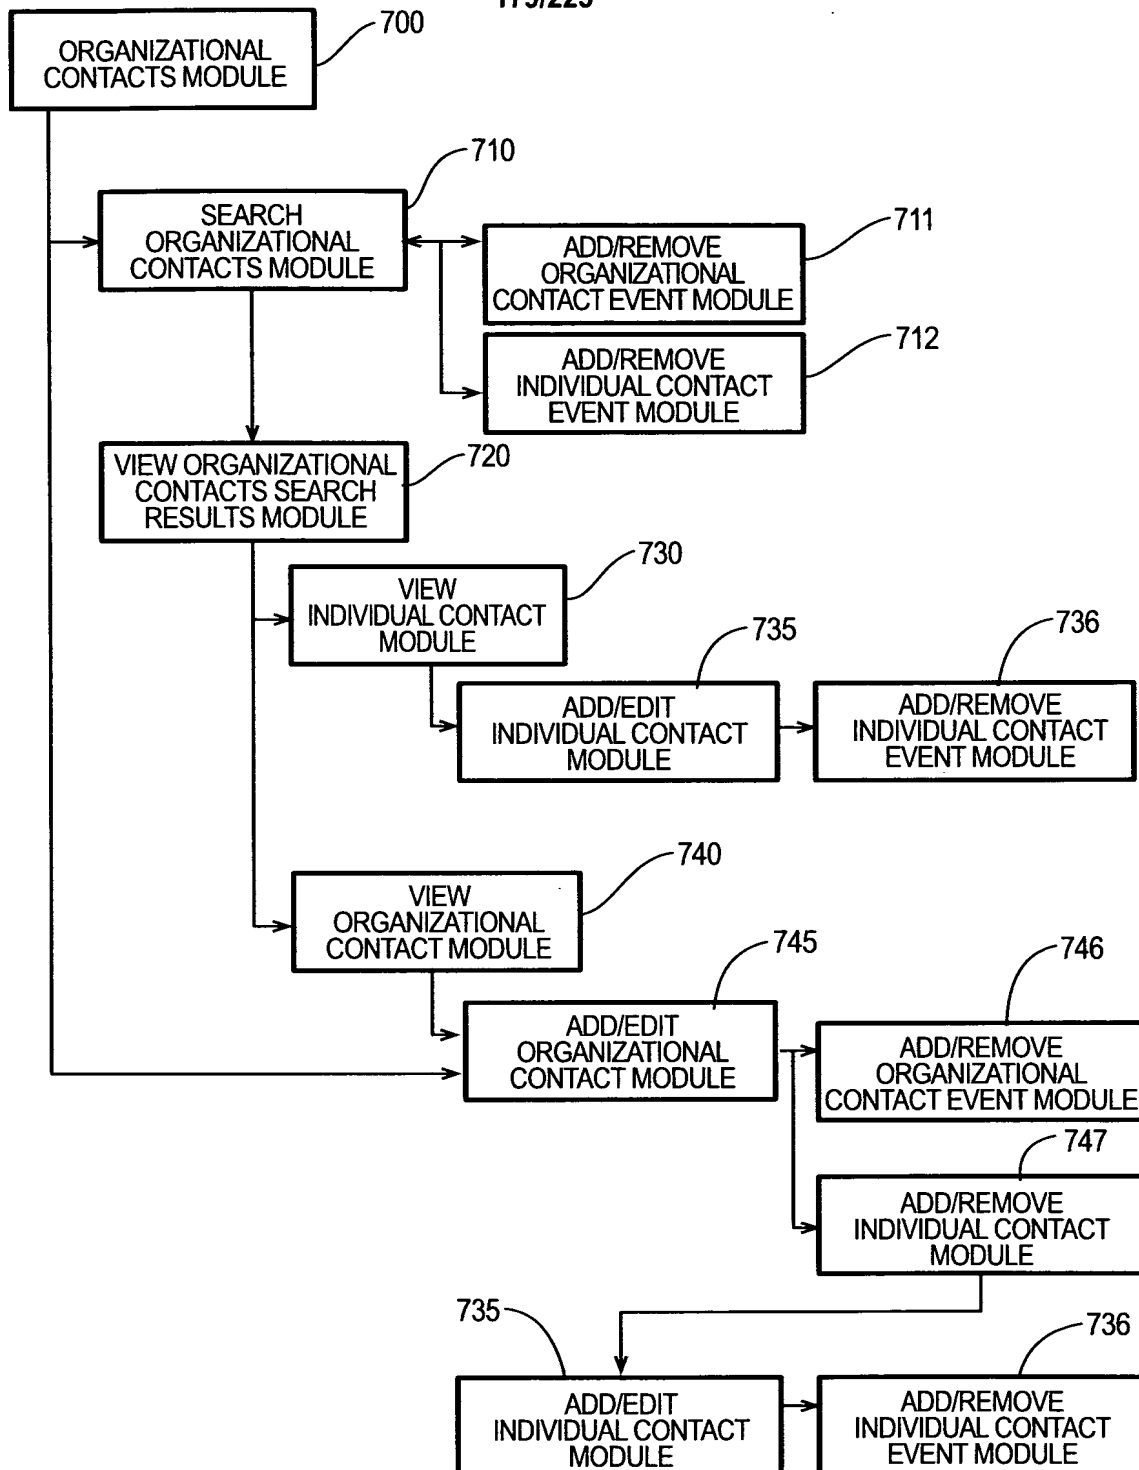 700
ORGANIZATIONAL
CONTACTS MODULE
710
SEARCH
ORGANIZATIONAL
CONTACTS MODULE
711
ADD/REMOVE
ORGANIZATIONAL
CONTACT EVENT MODULE
712
ADD/REMOVE
INDIVIDUAL CONTACT
EVENT MODULE
720
VIEW ORGANIZATIONAL
CONTACTS SEARCH
RESULTS MODULE
730
VIEW
INDIVIDUAL CONTACT
MODULE
735
ADD/EDIT
INDIVIDUAL CONTACT
MODULE
736
ADD/REMOVE
INDIVIDUAL CONTACT
EVENT MODULE
740
VIEW
ORGANIZATIONAL
CONTACT MODULE
745
ADD/EDIT
ORGANIZATIONAL
CONTACT MODULE
746
ADD/REMOVE
ORGANIZATIONAL
CONTACT EVENT MODULE
747
ADD/REMOVE
INDIVIDUAL CONTACT
MODULE
735
ADD/EDIT
INDIVIDUAL CONTACT
MODULE
736
ADD/REMOVE
INDIVIDUAL CONTACT
EVENT MODULE